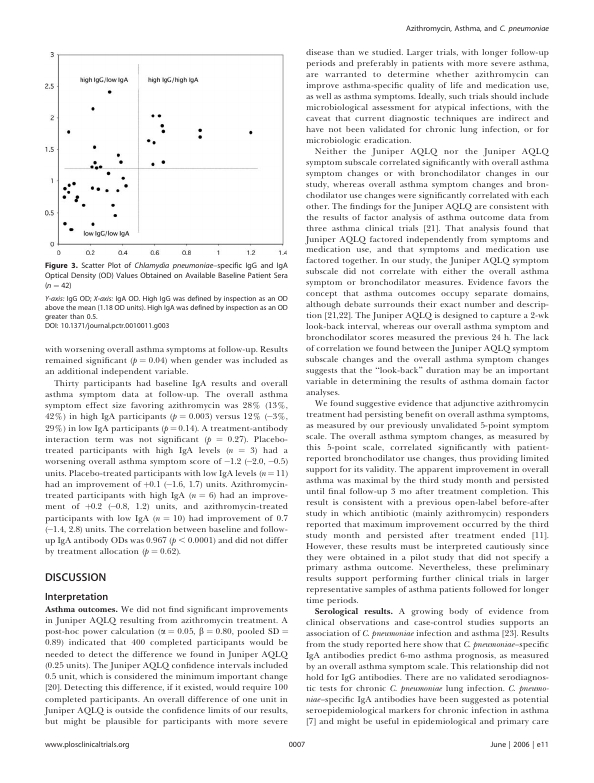 Azithromycin, Asthma, and C. pneumoniae
3
2.5
2
1.5
1
0.5
0
high IgG/low IgA
high IgG/high IgA
low IgG/low IgA
0
0.2
0.4
0.6
0.8
1
1.2
1.4
Figure 3. Scatter Plot of Chlamydia pneumoniae–specific IgG and IgA
Optical Density (OD) Values Obtained on Available Baseline Patient Sera
(n = 42)
Y-axis: IgG OD; X-axis: IgA OD. High IgG was defined by inspection as an OD
above the mean (1.18 OD units). High IgA was defined by inspection as an OD
greater than 0.5.
DOI: 10.1371/journal.pctr.0010011.g003
with worsening overall asthma symptoms at follow-up. Results
remained significant (p = 0.04) when gender was included as
an additional independent variable.
Thirty participants had baseline IgA results and overall
asthma symptom data at follow-up. The overall asthma
symptom effect size favoring azithromycin was 28% (13%,
42%) in high IgA participants (p = 0.003) versus 12% (−3%,
29%) in low IgA participants (p = 0.14). A treatment-antibody
interaction term was not significant (p = 0.27). Placebo-
treated participants with high IgA levels (n = 3) had a
worsening overall asthma symptom score of −1.2 (−2.0, −0.5)
units. Placebo-treated participants with low IgA levels (n = 11)
had an improvement of +0.1 (−1.6, 1.7) units. Azithromycin-
treated participants with high IgA (n = 6) had an improve-
ment of +0.2 (−0.8, 1.2) units, and azithromycin-treated
participants with low IgA (n = 10) had improvement of 0.7
(−1.4, 2.8) units. The correlation between baseline and follow-
up IgA antibody ODs was 0.967 (p < 0.0001) and did not differ
by treatment allocation (p = 0.62).
DISCUSSION
Interpretation
Asthma outcomes. We did not find significant improvements
in Juniper AQLQ resulting from azithromycin treatment. A
post-hoc power calculation (α = 0.05, β = 0.80, pooled SD =
0.89) indicated that 400 completed participants would be
needed to detect the difference we found in Juniper AQLQ
(0.25 units). The Juniper AQLQ confidence intervals included
0.5 unit, which is considered the minimum important change
[20]. Detecting this difference, if it existed, would require 100
completed participants. An overall difference of one unit in
Juniper AQLQ is outside the confidence limits of our results,
but might be plausible for participants with more severe
disease than we studied. Larger trials, with longer follow-up
periods and preferably in patients with more severe asthma,
are warranted to determine whether azithromycin can
improve asthma-specific quality of life and medication use,
as well as asthma symptoms. Ideally, such trials should include
microbiological assessment for atypical infections, with the
caveat that current diagnostic techniques are indirect and
have not been validated for chronic lung infection, or for
microbiologic eradication.
Neither the Juniper AQLQ nor the Juniper AQLQ
symptom subscale correlated significantly with overall asthma
symptom changes or with bronchodilator changes in our
study, whereas overall asthma symptom changes and bron-
chodilator use changes were significantly correlated with each
other. The findings for the Juniper AQLQ are consistent with
the results of factor analysis of asthma outcome data from
three asthma clinical trials [21]. That analysis found that
Juniper AQLQ factored independently from symptoms and
medication use, and that symptoms and medication use
factored together. In our study, the Juniper AQLQ symptom
subscale did not correlate with either the overall asthma
symptom or bronchodilator measures. Evidence favors the
concept that asthma outcomes occupy separate domains,
although debate surrounds their exact number and descrip-
tion [21,22]. The Juniper AQLQ is designed to capture a 2-wk
look-back interval, whereas our overall asthma symptom and
bronchodilator scores measured the previous 24 h. The lack
of correlation we found between the Juniper AQLQ symptom
subscale changes and the overall asthma symptom changes
suggests that the “look-back” duration may be an important
variable in determining the results of asthma domain factor
analyses.
We found suggestive evidence that adjunctive azithromycin
treatment had persisting benefit on overall asthma symptoms,
as measured by our previously unvalidated 5-point symptom
scale. The overall asthma symptom changes, as measured by
this 5-point scale, correlated significantly with patient-
reported bronchodilator use changes, thus providing limited
support for its validity. The apparent improvement in overall
asthma was maximal by the third study month and persisted
until final follow-up 3 mo after treatment completion. This
result is consistent with a previous open-label before-after
study in which antibiotic (mainly azithromycin) responders
reported that maximum improvement occurred by the third
study month and persisted after treatment ended [11].
However, these results must be interpreted cautiously since
they were obtained in a pilot study that did not specify a
primary asthma outcome. Nevertheless, these preliminary
results support performing further clinical trials in larger
representative samples of asthma patients followed for longer
time periods.
Serological results. A growing body of evidence from
clinical observations and case-control studies supports an
association of C. pneumoniae infection and asthma [23]. Results
from the study reported here show that C. pneumoniae–specific
IgA antibodies predict 6-mo asthma prognosis, as measured
by an overall asthma symptom scale. This relationship did not
hold for IgG antibodies. There are no validated serodiagnos-
tic tests for chronic C. pneumoniae lung infection. C. pneumo-
niae–specific IgA antibodies have been suggested as potential
seroepidemiological markers for chronic infection in asthma
[7] and might be useful in epidemiological and primary care
www.plosclinicaltrials.org
0007
June | 2006 | e11